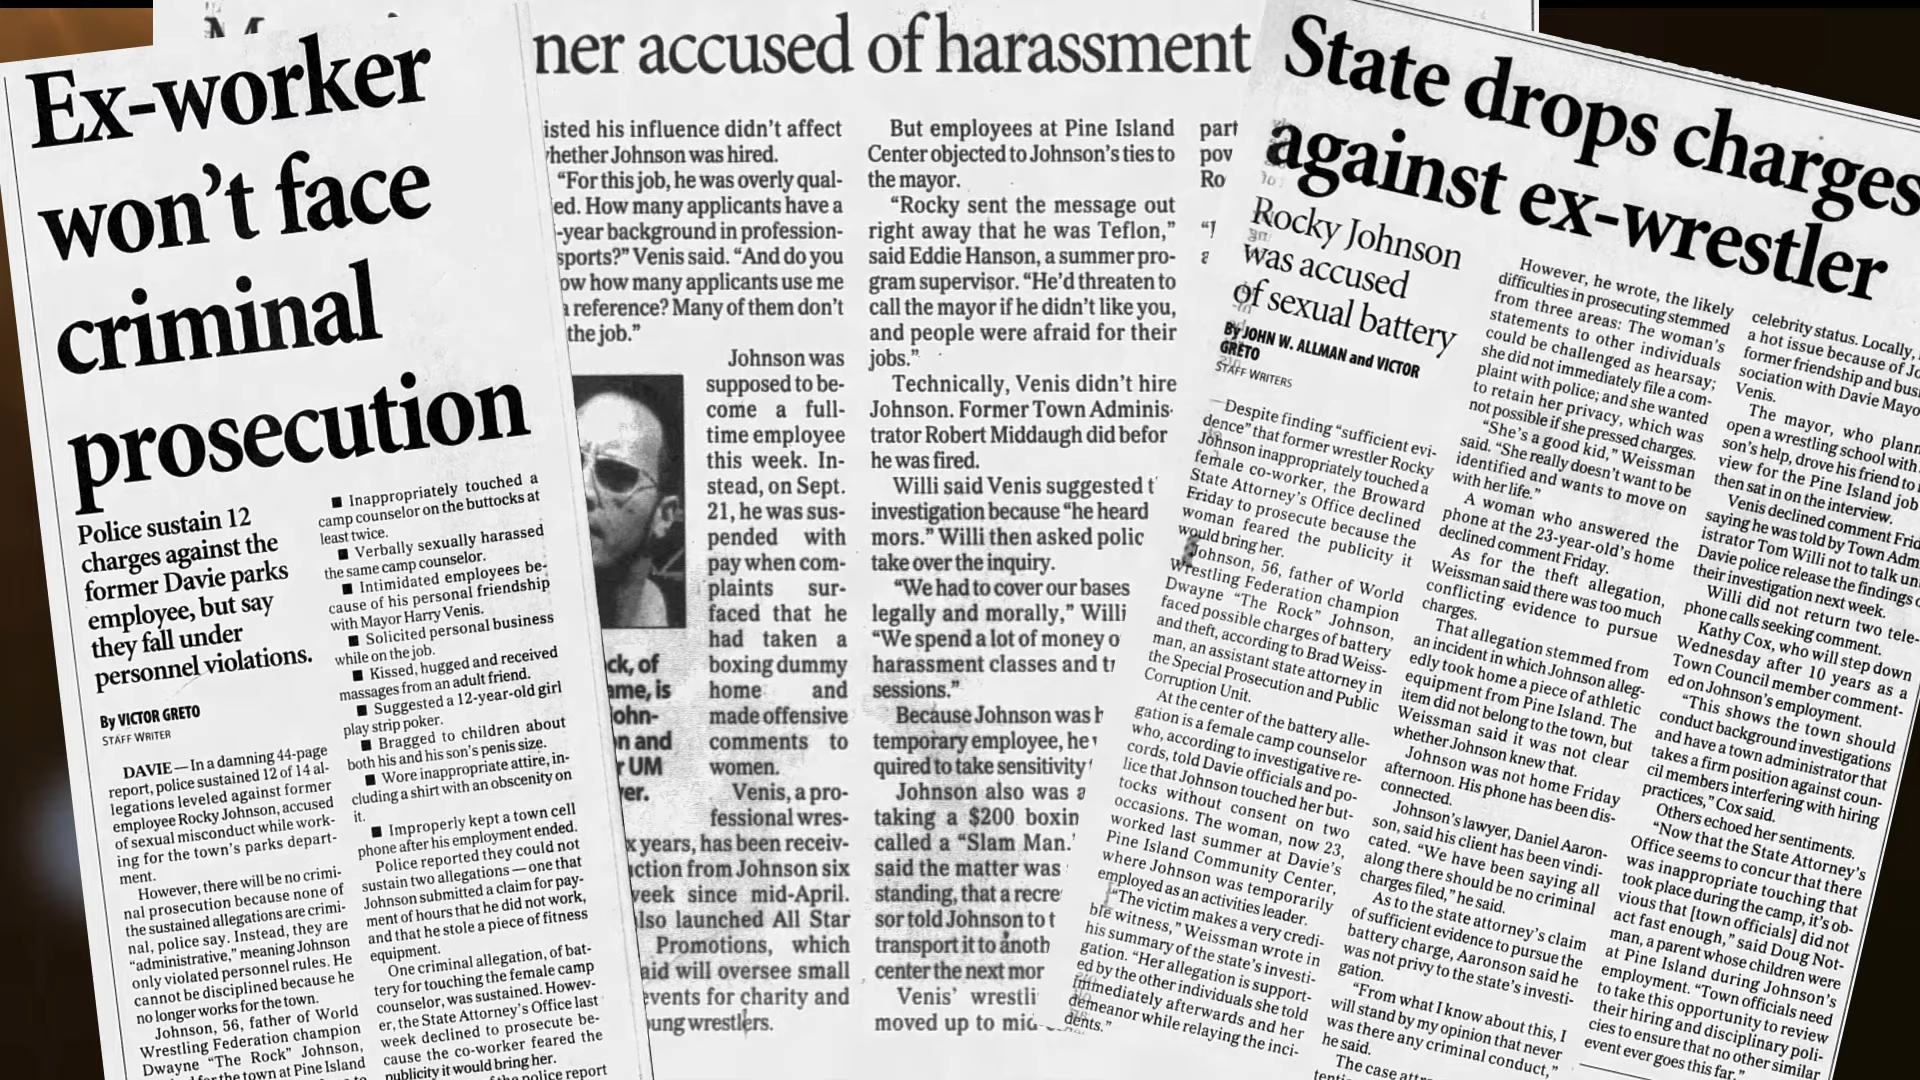 Ex-worker
won't face
criminal
prosecution
Police sustain 12
charges against the
former Davie parks
employee, but say
they fall under
personnel violations.
By VICTOR GRETO
STAFF WRITER
DAVIE — In a damning 44-page
report, police sustained 12 of 14 al-
legations leveled against former
employee Rocky Johnson, accused
of sexual misconduct while work-
ing for the town's parks depart-
ment.
However, there will be no crimi-
nal prosecution because none of
the sustained allegations are crimi-
nal, police say. Instead, they are
"administrative," meaning Johnson
only violated personnel rules. He
cannot be disciplined because he
no longer works for the town.
Johnson, 56, father of World
Wrestling Federation champion
Dwayne "The Rock" Johnson,
for the town at Pine Island
■ Inappropriately touched a
camp counselor on the buttocks at
least twice.
■ Verbally sexually harassed
the same camp counselor.
■ Intimidated employees be-
cause of his personal friendship
with Mayor Harry Venis.
■ Solicited personal business
while on the job.
■ Kissed, hugged and received
massages from an adult friend.
■ Suggested a 12-year-old girl
play strip poker.
■ Bragged to children about
both his and his son's penis size.
■ Wore inappropriate attire, in-
cluding a shirt with an obscenity on
it.
■ Improperly kept a town cell
phone after his employment ended.
Police reported they could not
sustain two allegations — one that
Johnson submitted a claim for pay-
ment of hours that he did not work,
and that he stole a piece of fitness
equipment.
One criminal allegation, of bat-
tery for touching the female camp
counselor, was sustained. Howev-
er, the State Attorney's Office last
week declined to prosecute be-
cause the co-worker feared the
publicity it would bring her.
of the police report
ner accused of harassment
isted his influence didn't affect
hether Johnson was hired.
"For this job, he was overly qual-
ed. How many applicants have a
-year background in profession-
sports?" Venis said. "And do you
ow how many applicants use me
a reference? Many of them don't
the job."
Johnson was
supposed to be-
come a full-
time employee
this week. In-
stead, on Sept.
21, he was sus-
pended with
pay when com-
plaints sur-
faced that he
had taken a
boxing dummy
home and
made offensive
comments to
women.
Venis, a pro-
fessional wres-
x years, has been receiv-
ction from Johnson six
week since mid-April.
lso launched All Star
Promotions, which
aid will oversee small
events for charity and
oung wrestlers.
ck, of
ame, is
ohn-
n and
r UM
er.
But employees at Pine Island
Center objected to Johnson's ties to
the mayor.
"Rocky sent the message out
right away that he was Teflon,"
said Eddie Hanson, a summer pro-
gram supervisor. "He'd threaten to
call the mayor if he didn't like you,
and people were afraid for their
jobs."
Technically, Venis didn't hire
Johnson. Former Town Adminis-
trator Robert Middaugh did befor
he was fired.
Willi said Venis suggested t
investigation because "he heard
mors." Willi then asked polic
take over the inquiry.
"We had to cover our bases
legally and morally," Willi
"We spend a lot of money o
harassment classes and tr
sessions."
Because Johnson was h
temporary employee, he
quired to take sensitivity
Johnson also was a
taking a $200 boxin
called a "Slam Man.'
said the matter was
standing, that a recre
sor told Johnson to t
transport it to anoth
center the next mor
Venis' wrestli
moved up to mid-
part
pov
Ro
State drops charges
against ex-wrestler
Rocky Johnson
was accused
of sexual battery
By JOHN W. ALLMAN and VICTOR
GRETO
STAFF WRITERS
Despite finding "sufficient evi-
dence" that former wrestler Rocky
Johnson inappropriately touched a
female co-worker, the Broward
State Attorney's Office declined
Friday to prosecute because the
woman feared the publicity it
would bring her.
Johnson, 56, father of World
Wrestling Federation champion
Dwayne "The Rock" Johnson,
faced possible charges of battery
and theft, according to Brad Weiss-
man, an assistant state attorney in
the Special Prosecution and Public
Corruption Unit.
At the center of the battery alle-
gation is a female camp counselor
who, according to investigative re-
cords, told Davie officials and po-
lice that Johnson touched her but-
tocks without consent on two
occasions. The woman, now 23,
worked last summer at Davie's
Pine Island Community Center,
where Johnson was temporarily
employed as an activities leader.
"The victim makes a very credi-
ble witness," Weissman wrote in
his summary of the state's investi-
gation. "Her allegation is support-
ed by the other individuals she told
immediately afterwards and her
demeanor while relaying the inci-
dents."
However, he wrote, the likely
difficulties in prosecuting stemmed
from three areas: The woman's
statements to other individuals
could be challenged as hearsay;
she did not immediately file a com-
plaint with police; and she wanted
to retain her privacy, which was
not possible if she pressed charges.
"She's a good kid," Weissman
said. "She really doesn't want to be
identified and wants to move on
with her life."
A woman who answered the
phone at the 23-year-old's home
declined comment Friday.
As for the theft allegation,
Weissman said there was too much
conflicting evidence to pursue
charges.
That allegation stemmed from
an incident in which Johnson alleg-
edly took home a piece of athletic
equipment from Pine Island. The
item did not belong to the town, but
Weissman said it was not clear
whether Johnson knew that.
Johnson was not home Friday
afternoon. His phone has been dis-
connected.
Johnson's lawyer, Daniel Aaron-
son, said his client has been vindi-
cated. "We have been saying all
along there should be no criminal
charges filed," he said.
As to the state attorney's claim
of sufficient evidence to pursue the
battery charge, Aaronson said he
was not privy to the state's investi-
gation.
"From what I know about this, I
will stand by my opinion that never
was there any criminal conduct,"
he said.
The case
celebrity status. Locally,
a hot issue because of Jo
former friendship and busi
sociation with Davie Mayo
Venis.
The mayor, who plann
open a wrestling school with
son's help, drove his friend to
view for the Pine Island job
then sat in on the interview.
Venis declined comment Frid
saying he was told by Town Adm
istrator Tom Willi not to talk un
Davie police release the findings o
their investigation next week.
Willi did not return two tele-
phone calls seeking comment.
Kathy Cox, who will step down
Wednesday after 10 years as a
Town Council member comment-
ed on Johnson's employment.
"This shows the town should
conduct background investigations
and have a town administrator that
takes a firm position against coun-
cil members interfering with hiring
practices," Cox said.
Others echoed her sentiments.
"Now that the State Attorney's
Office seems to concur that there
was inappropriate touching that
took place during the camp, it's ob-
vious that [town officials] did not
act fast enough," said Doug Not-
man, a parent whose children were
at Pine Island during Johnson's
employment. "Town officials need
to take this opportunity to review
their hiring and disciplinary poli-
cies to ensure that no other similar
event ever goes this far."